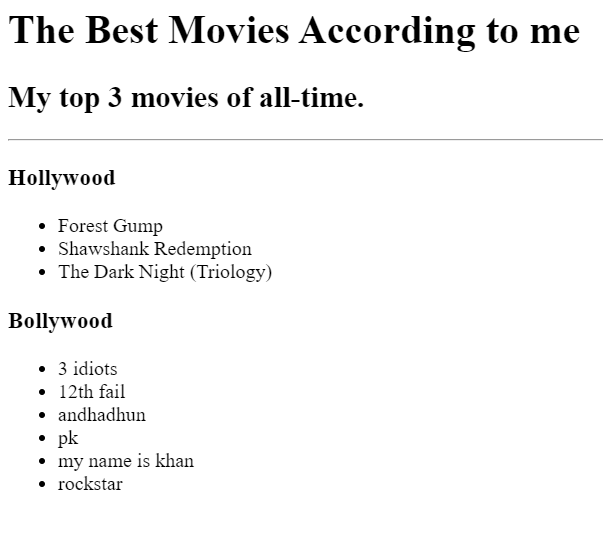 The Best Movies According to me
My top 3 movies of all-time.
Hollywood
Forest Gump
Shawshank Redemption
The Dark Night (Triology)
Bollywood
3 idiots
12th fail
andhadhun
pk
my name is khan
rockstar